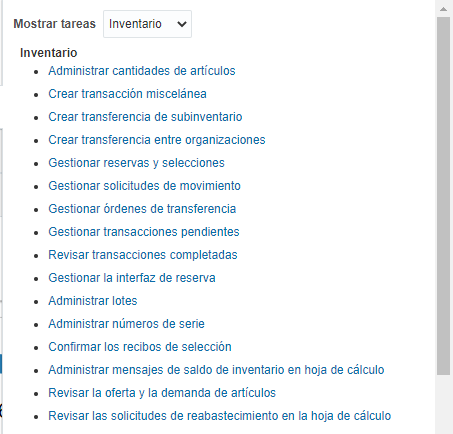 Mostrar tareas Inventario
Inventario
Administrar cantidades de artículos
Crear transacción miscelánea
Crear transferencia de subinventario
Crear transferencia entre organizaciones
Gestionar reservas y selecciones
Gestionar solicitudes de movimiento
Gestionar órdenes de transferencia
Gestionar transacciones pendientes
Revisar transacciones completadas
Gestionar la interfaz de reserva
Administrar lotes
Administrar números de serie
Confirmar los recibos de selección
Administrar mensajes de saldo de inventario en hoja de cálculo
Revisar la oferta y la demanda de artículos
Revisar las solicitudes de reabastecimiento en la hoja de cálculo